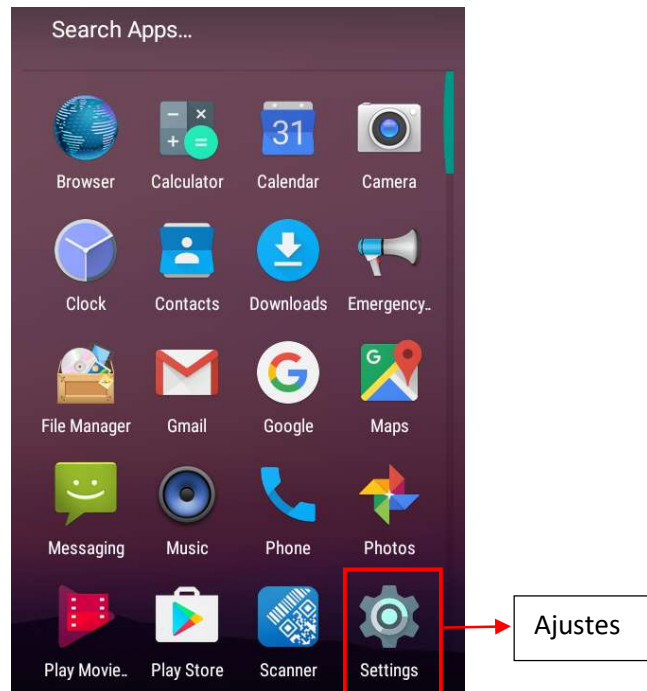 Search Apps...
31
Browser Calculator Calendar Camera
Clock Contacts Downloads Emergency..
G
File Manager Gmail Google Maps
Messaging Music Phone Photos
Play Movie.. Play Store Scanner Settings
Ajustes